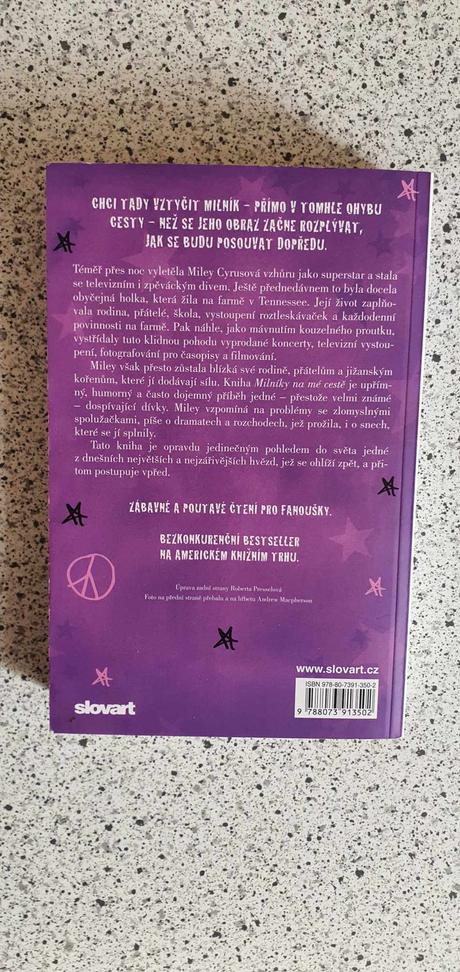 CHCI TADY VZTYČIT MILNÍK – PŘÍMO V TOMHLE OHYBU
CESTY – NEŽ SE JEHO OBRAZ ZAČNE ROZPLÝVAT,
JAK SE BUDU POSOUVAT DOPŘEDU.
Téměř přes noc vyletěla Miley Cyrusová vzhůru jako superstar a stala
se televizním i zpěváckým divem. Ještě přednedávnem to byla docela
obyčejná holka, která žila na farmě v Tennessee. Její život zaplňo-
vala rodina, přátelé, škola, vystoupení roztleskávaček a každodenní
povinnosti na farmě. Pak náhle, jako mávnutím kouzelného proutku,
vystřídaly tuto klidnou pohodu vyprodané koncerty, televizní vystou-
pení, fotografování pro časopisy a filmování.
Miley však přesto zůstala blízká své rodině, přátelům a jižanským
kořenům, které jí dodávají sílu. Kniha Milníky na mé cestě je upřím-
ný, humorný a často dojemný příběh jedné – přestože velmi známé
– dospívající dívky. Miley vzpomíná na problémy se zlomyslnými
spolužačkami, píše o dramatech a rozchodech, jež prožila, i o snech,
které se jí splnily.
Tato kniha je opravdu jedinečným pohledem do světa jedné
z dnešních největších a nejzářivějších hvězd, jež se ohlíží zpět, a při-
tom postupuje vpřed.
ZÁBAVNÉ A POUTAVÉ ČTENÍ PRO FANOUŠKY.
BEZKONKURENČNÍ BESTSELLER
NA AMERICKÉM KNIŽNÍM TRHU.
Úprava zadní strany Roberta Presselová
Foto na přední straně přebalu a na hřbetu Andrew Macpherson
www.slovart.cz
ISBN 978-80-7391-350-2
9 788073 913502
slovart